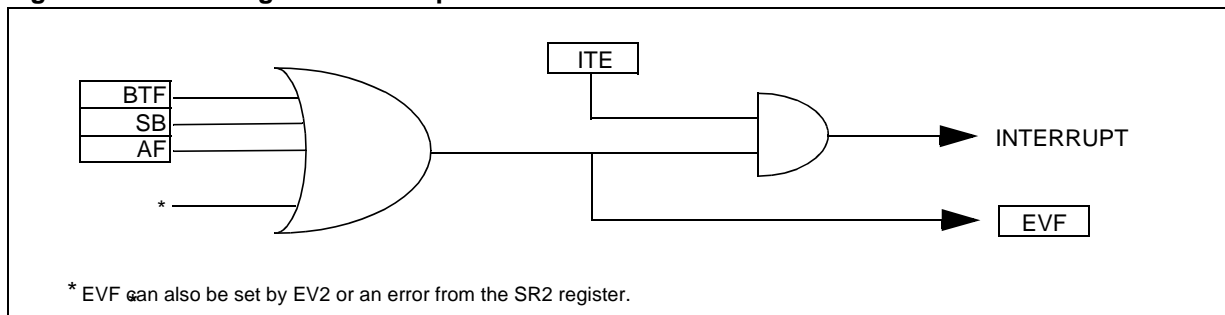 ITE
BTF
SB
AF
INTERRUPT
*
EVF
* EVF can also be set by EV2 or an error from the SR2 register.
*